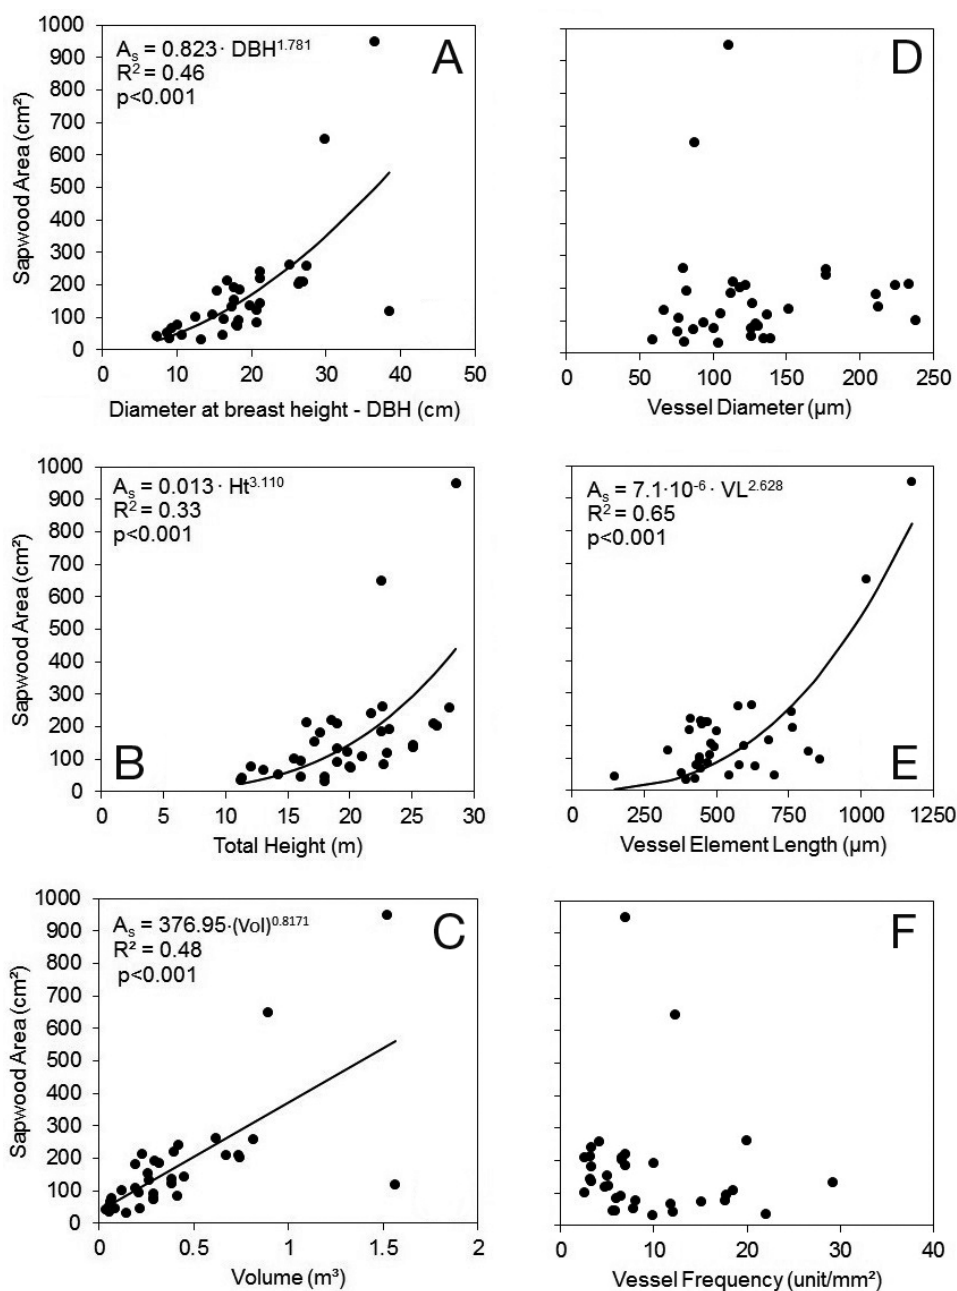 A
Aₛ = 0.823· DBH¹·⁷⁸¹
R² = 0.46
p<0.001
Sapwood Area (cm²)
1000
900
800
700
600
500
400
300
200
100
0
0 10 20 30 40 50
Diameter at breast height - DBH (cm)
D
0 50 100 150 200 250
Vessel Diameter (µm)
B
Aₛ = 0.013 · Ht³·¹¹⁰
R² = 0.33
p<0.001
Sapwood Area (cm²)
1000
900
800
700
600
500
400
300
200
100
0
0 5 10 15 20 25 30
Total Height (m)
E
Aₛ = 7.1·10⁻⁶ · VL²·⁶²⁸
R² = 0.65
p<0.001
0 250 500 750 1000 1250
Vessel Element Length (µm)
C
Aₛ = 376.95·(Vol)⁰·⁸¹⁷¹
R² = 0.48
p<0.001
Sapwood Area (cm²)
1000
900
800
700
600
500
400
300
200
100
0
0 0.5 1 1.5 2
Volume (m³)
F
0 10 20 30 40
Vessel Frequency (unit/mm²)